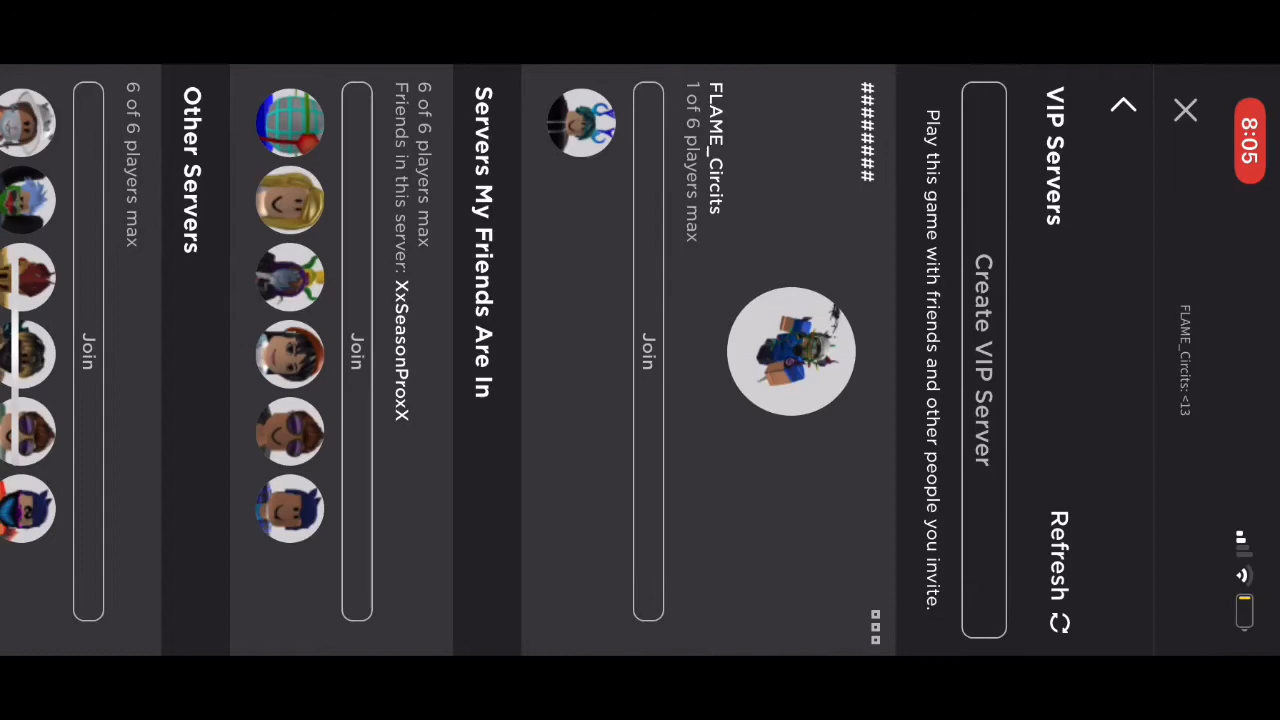 8:05
FLAME_Circits: <13
VIP Servers
Refresh
Create VIP Server
Play this game with friends and other people you invite.
#########
FLAME_Circits
1 of 6 players max
Join
Servers My Friends Are In
6 of 6 players max
Friends in this server: XxSeasonProxX
Join
Other Servers
6 of 6 players max
Join